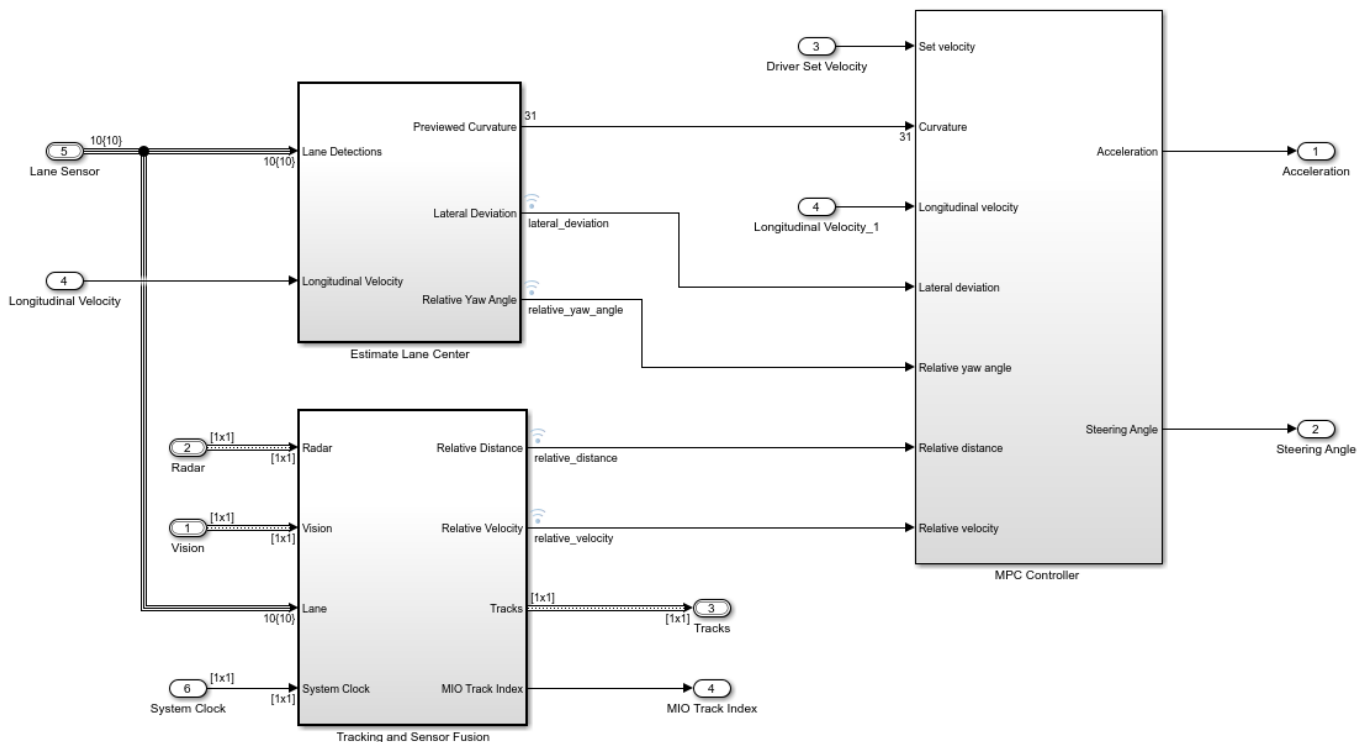 3
Driver Set Velocity
Set velocity
Previewed Curvature
31
31
Curvature
10{10}
5
Lane Sensor
10{10}
Lane Detections
Acceleration
1
Acceleration
Lateral Deviation
lateral_deviation
4
Longitudinal Velocity_1
Longitudinal velocity
4
Longitudinal Velocity
Longitudinal Velocity
Relative Yaw Angle
relative_yaw_angle
Lateral deviation
Estimate Lane Center
Relative yaw angle
Steering Angle
2
Steering Angle
[1x1]
2
Radar
[1x1]
Radar
Relative Distance
relative_distance
Relative distance
[1x1]
1
Vision
[1x1]
Vision
Relative Velocity
relative_velocity
Relative velocity
MPC Controller
10{10}
Lane
Tracks
[1x1]
[1x1]
3
Tracks
[1x1]
6
System Clock
[1x1]
System Clock
MIO Track Index
4
MIO Track Index
Tracking and Sensor Fusion